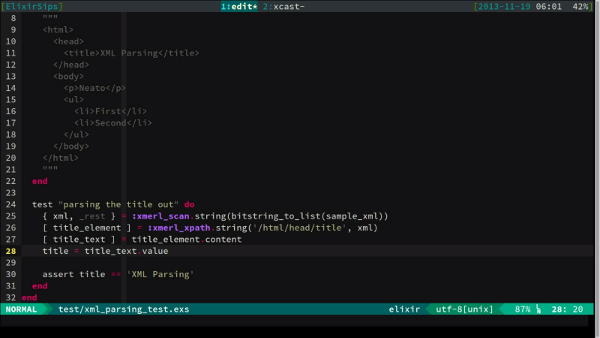 [ElixirSips] 1:edit* 2:xcast- [2013-11-19 06:01 42%]
8 """
9 <html>
10 <head>
11 <title>XML Parsing</title>
12 </head>
13 <body>
14 <p>Neato</p>
15 <ul>
16 <li>First</li>
17 <li>Second</li>
18 </ul>
19 </body>
20 </html>
21 """
22 end
23
24 test "parsing the title out" do
25 { xml, _rest } = :xmerl_scan.string(bitstring_to_list(sample_xml))
26 [ title_element ] = :xmerl_xpath.string('/html/head/title', xml)
27 [ title_text ] = title_element.content
28 title = title_text.value
29
30 assert title == 'XML Parsing'
31 end
32 end
NORMAL test/xml_parsing_test.exs elixir utf-8[unix] 87% 28: 20